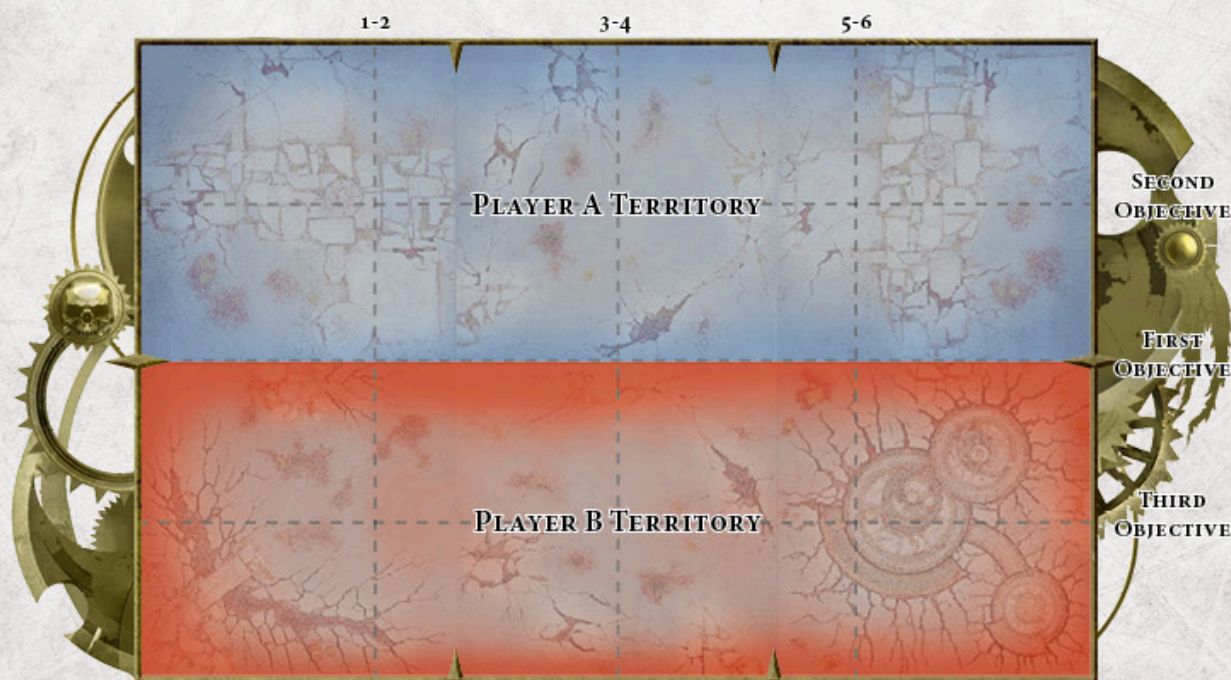 1-2
3-4
5-6
Player A Territory
Second
Objective
First
Objective
Player B Territory
Third
Objective